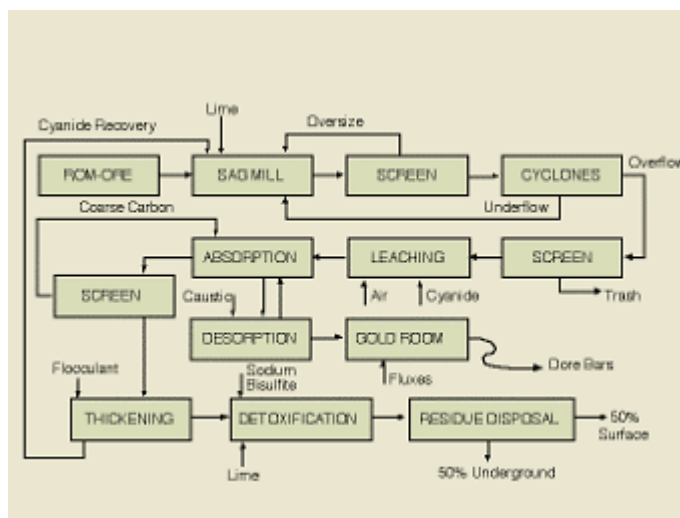 Lime
Cyanide Recovery
Oversize
ROM-ORE
SAG MILL
SCREEN
CYCLONES
Overflow
Coarse Carbon
Underflow
ABSORPTION
LEACHING
SCREEN
SCREEN
Caustic
Air
Cyanide
Trash
DESORPTION
GOLD ROOM
Flocculant
Sodium
Bisulfite
Fluxes
Dore Bars
THICKENING
DETOXIFICATION
RESIDUE DISPOSAL
50%
Surface
Lime
50% Underground